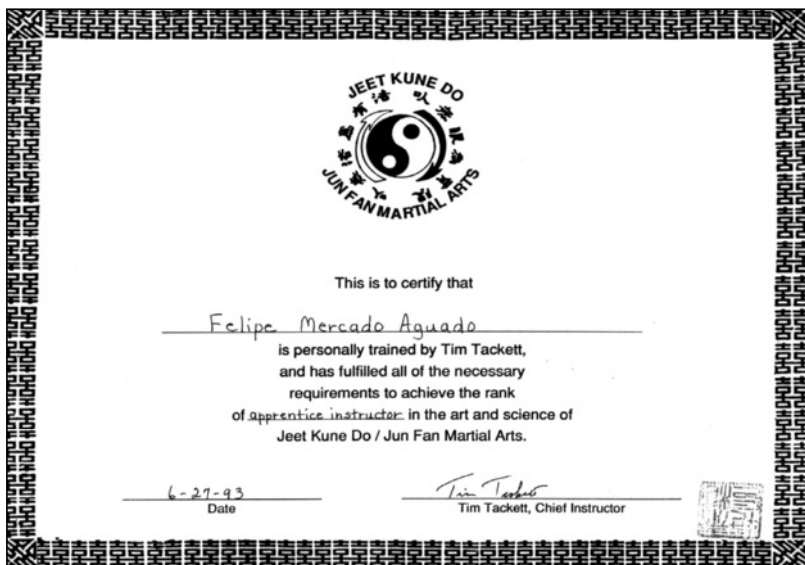 JEET KUNE DO
JUN FAN MARTIAL ARTS
This is to certify that
Felipe Mercado Aguado
is personally trained by Tim Tackett,
and has fulfilled all of the necessary
requirements to achieve the rank
of apprentice instructor in the art and science of
Jeet Kune Do / Jun Fan Martial Arts.
6-27-93
Date
Tim Tackett
Tim Tackett, Chief Instructor